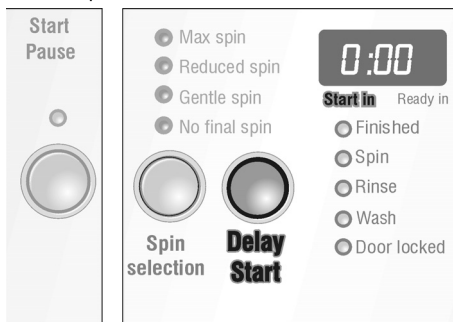 Start
Pause
Max spin
Reduced spin
Gentle spin
No final spin
Spin
selection
Delay
Start
0:00
Start in Ready in
Finished
Spin
Rinse
Wash
Door locked